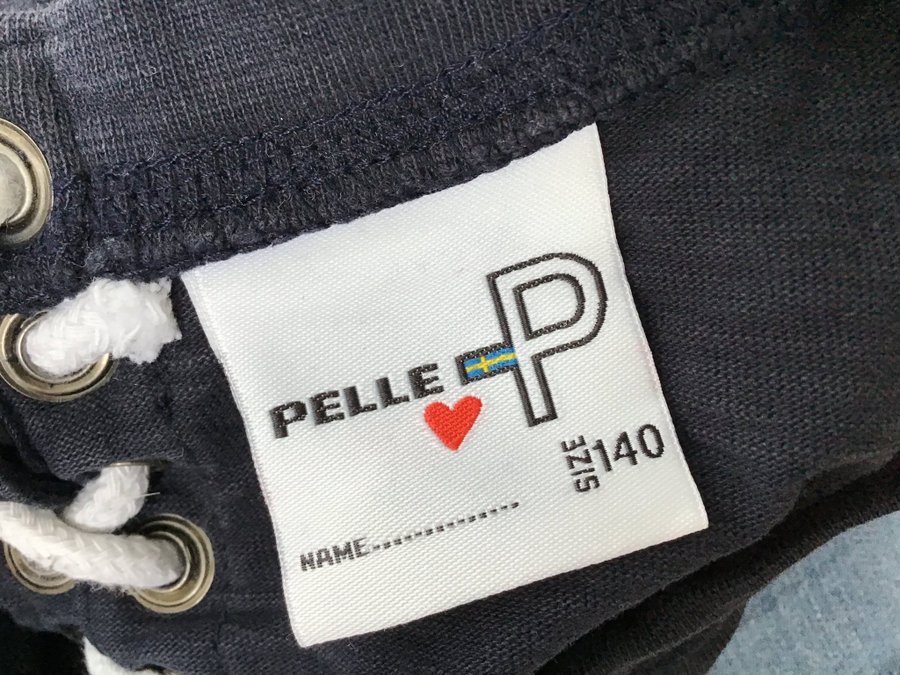 PELLE P
SIZE 140
NAME..............